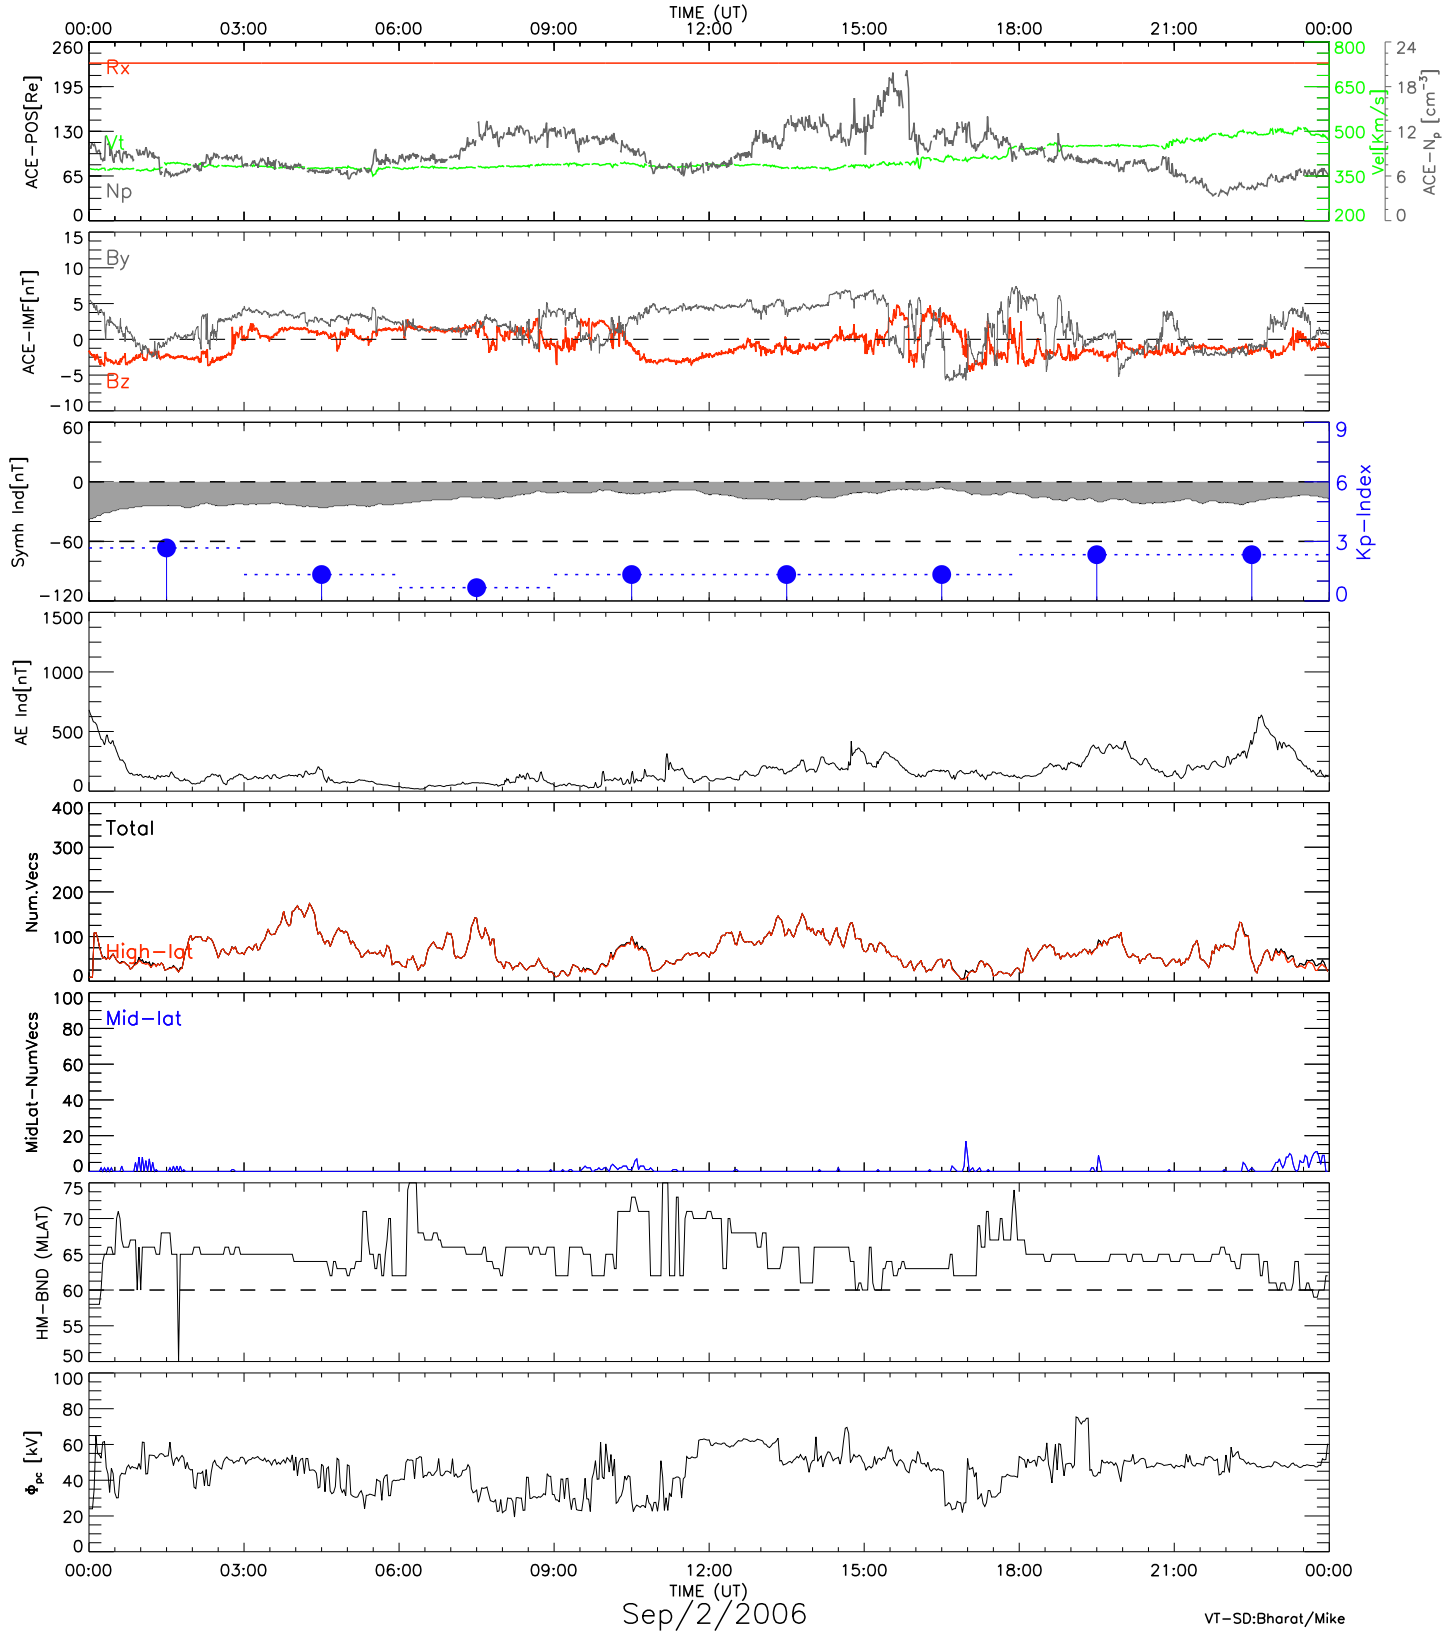 TIME (UT)
00:00 03:00 06:00 09:00 12:00 15:00 18:00 21:00 00:00
ACE-POS[Re]
260
195
130
65
0
Rx
Vt
Np
800
650
500
350
200
Vel[Km/s]
24
18
12
6
0
ACE-Np [cm-3]
ACE-IMF[nT]
15
10
5
0
-5
-10
By
Bz
Symh Ind[nT]
60
0
-60
-120
9
6
3
0
Kp-Index
AE Ind[nT]
1500
1000
500
0
Num.Vecs
400
300
200
100
0
Total
High-lat
MidLat-NumVecs
100
80
60
40
20
0
Mid-lat
HM-BND (MLAT)
75
70
65
60
55
50
Φpc [kV]
100
80
60
40
20
0
00:00 03:00 06:00 09:00 12:00 15:00 18:00 21:00 00:00
TIME (UT)
Sep/2/2006
VT-SD:Bharat/Mike